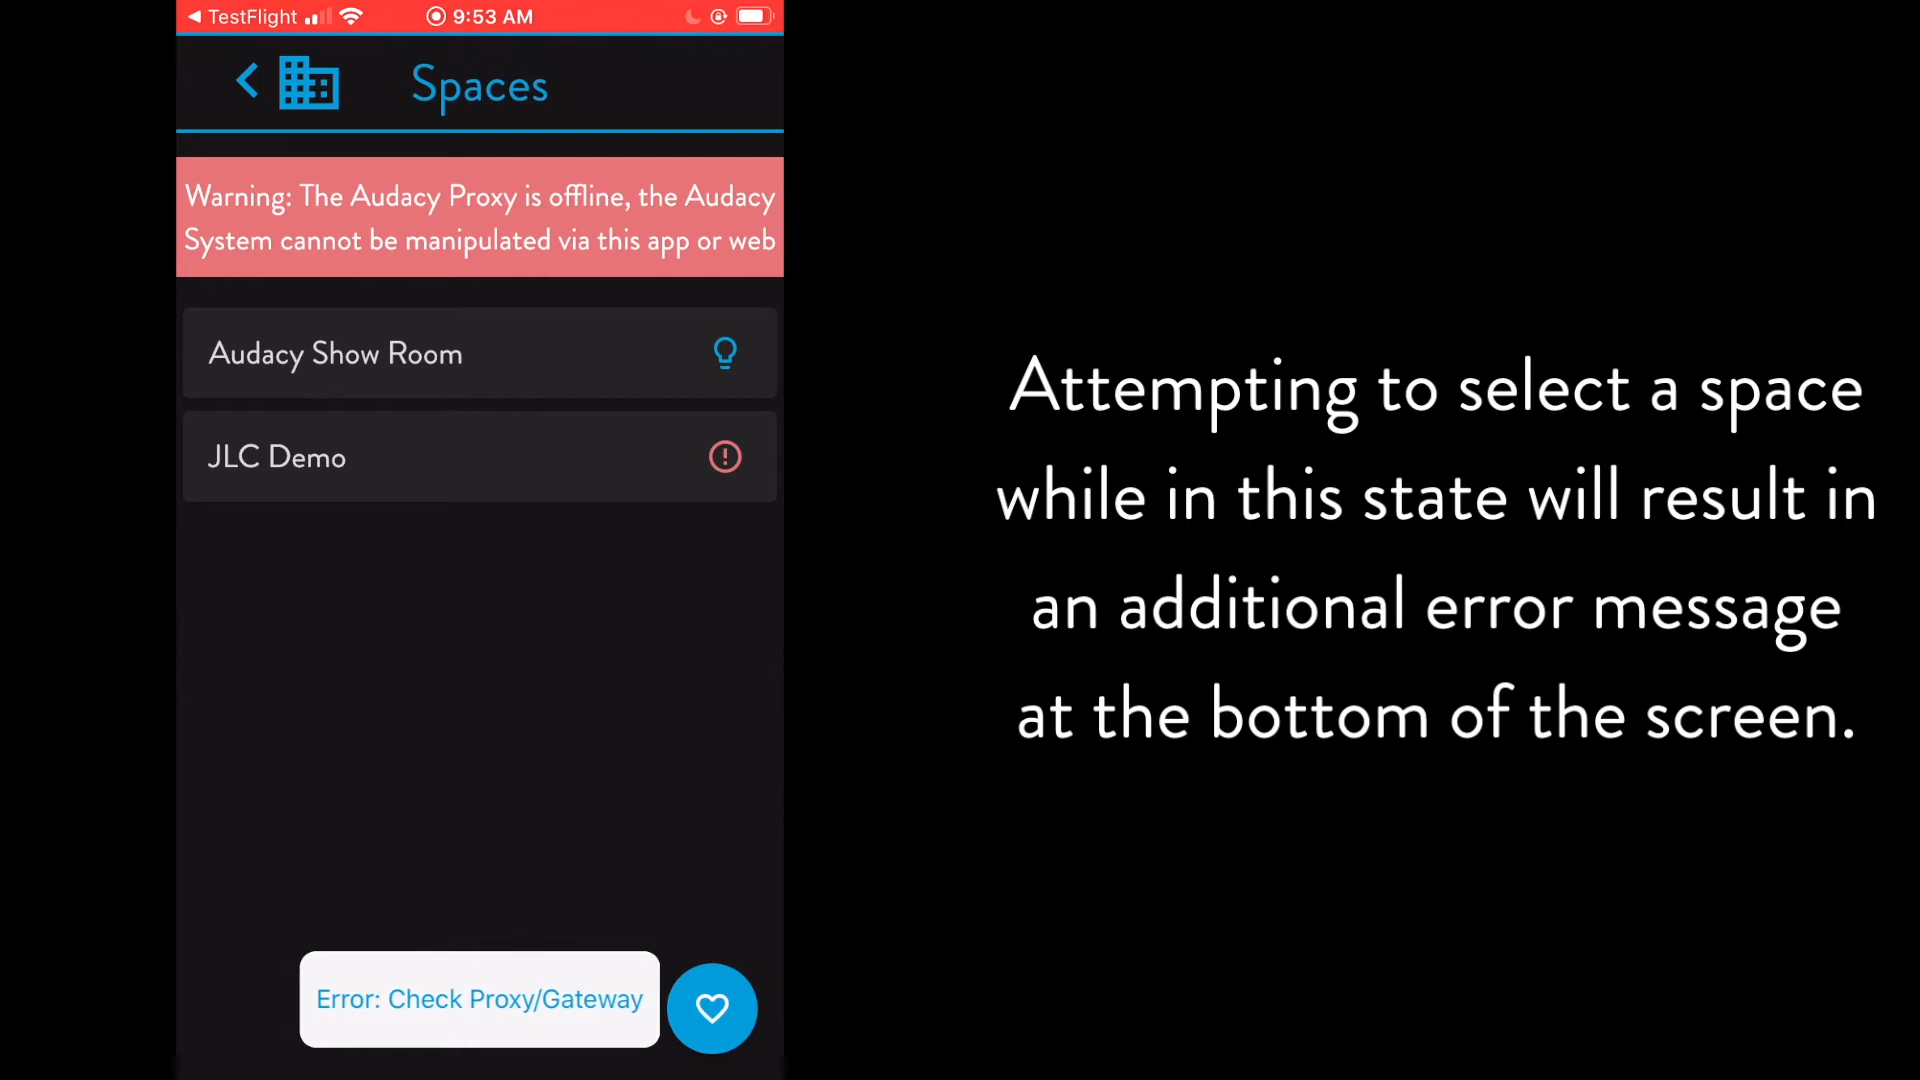 TestFlight
9:53 AM
Spaces
Warning: The Audacy Proxy is offline, the Audacy
System cannot be manipulated via this app or web
Audacy Show Room
JLC Demo
Error: Check Proxy/Gateway
Attempting to select a space
while in this state will result in
an additional error message
at the bottom of the screen.